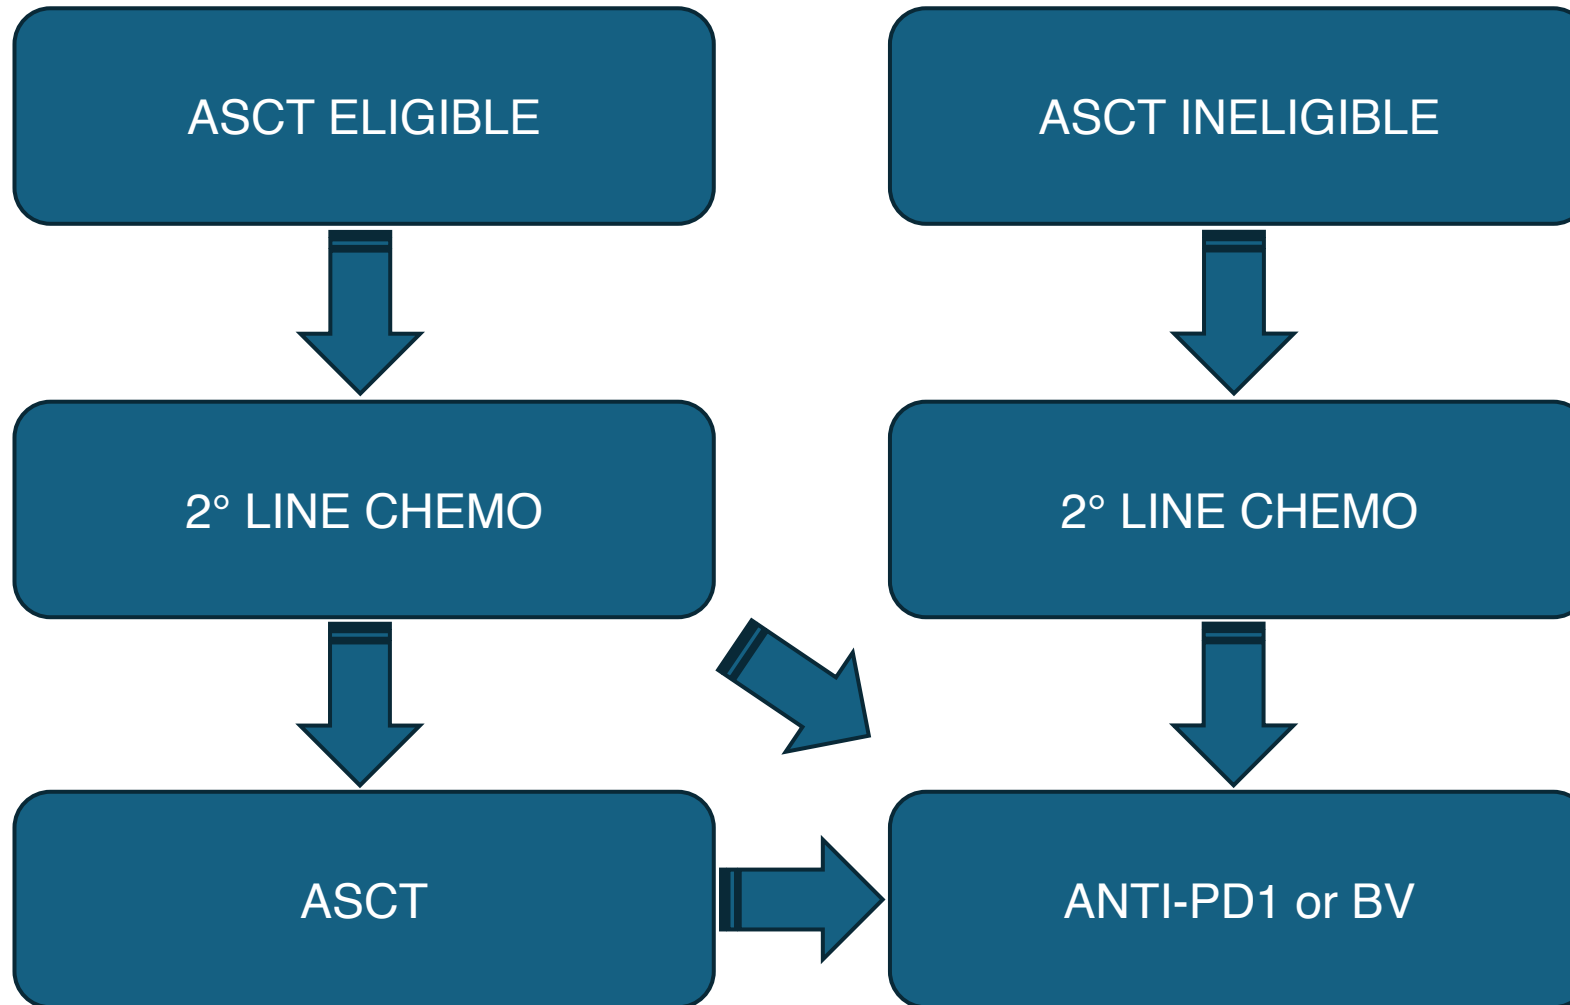 ASCT ELIGIBLE
ASCT INELIGIBLE
2° LINE CHEMO
2° LINE CHEMO
ASCT
ANTI-PD1 or BV